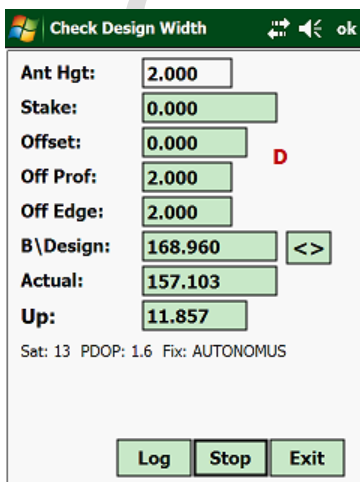 Check Design Width ok
Ant Hgt: 2.000
Stake: 0.000
Offset: 0.000
D
Off Prof: 2.000
Off Edge: 2.000
B\Design: 168.960 <>
Actual: 157.103
Up: 11.857
Sat: 13 PDOP: 1.6 Fix: AUTONOMUS
Log Stop Exit